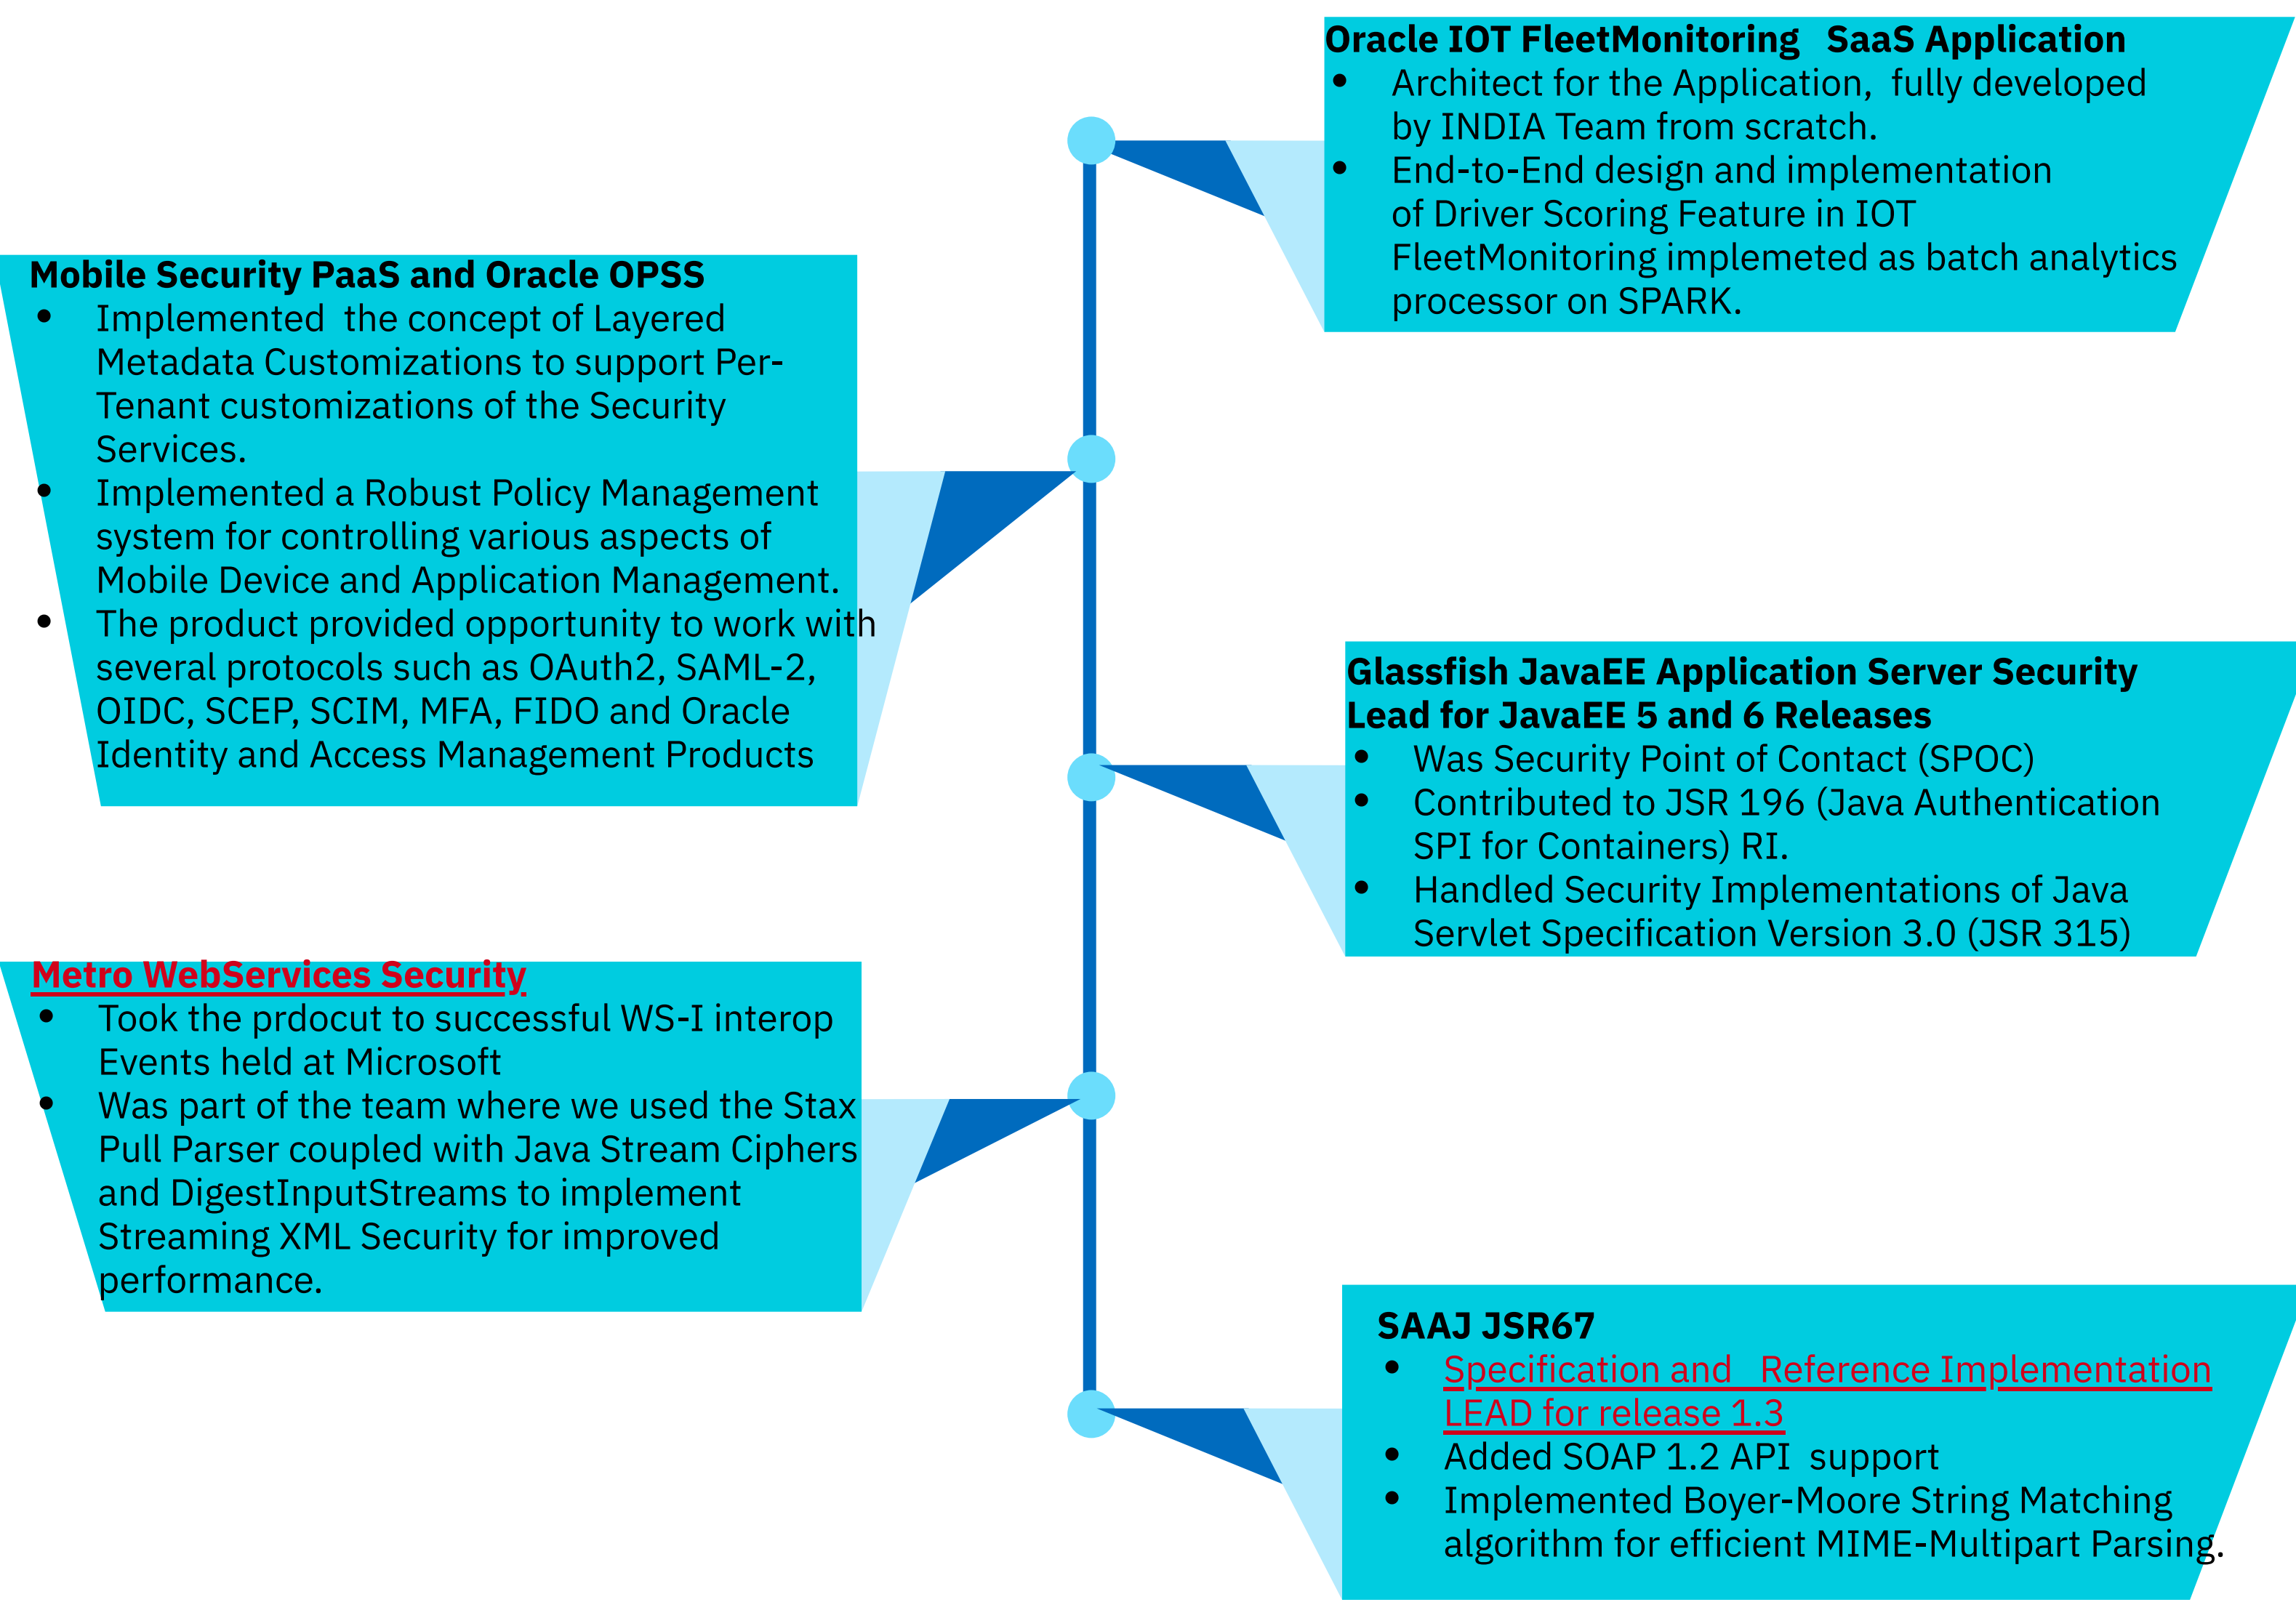 Oracle IOT FleetMonitoring   SaaS Application
• Architect for the Application,  fully developed
by INDIA Team from scratch.
• End-to-End design and implementation
of Driver Scoring Feature in IOT
FleetMonitoring implemeted as batch analytics
processor on SPARK.
Mobile Security PaaS and Oracle OPSS
• Implemented  the concept of Layered
Metadata Customizations to support Per-
Tenant customizations of the Security
Services.
• Implemented a Robust Policy Management
system for controlling various aspects of
Mobile Device and Application Management.
• The product provided opportunity to work with
several protocols such as OAuth2, SAML-2,
OIDC, SCEP, SCIM, MFA, FIDO and Oracle
Identity and Access Management Products
Glassfish JavaEE Application Server Security
Lead for JavaEE 5 and 6 Releases
• Was Security Point of Contact (SPOC)
• Contributed to JSR 196 (Java Authentication
SPI for Containers) RI.
• Handled Security Implementations of Java
Servlet Specification Version 3.0 (JSR 315)
Metro WebServices Security
• Took the prdocut to successful WS-I interop
Events held at Microsoft
• Was part of the team where we used the Stax
Pull Parser coupled with Java Stream Ciphers
and DigestInputStreams to implement
Streaming XML Security for improved
performance.
SAAJ JSR67
• Specification and   Reference Implementation
LEAD for release 1.3
• Added SOAP 1.2 API  support
• Implemented Boyer-Moore String Matching
algorithm for efficient MIME-Multipart Parsing.